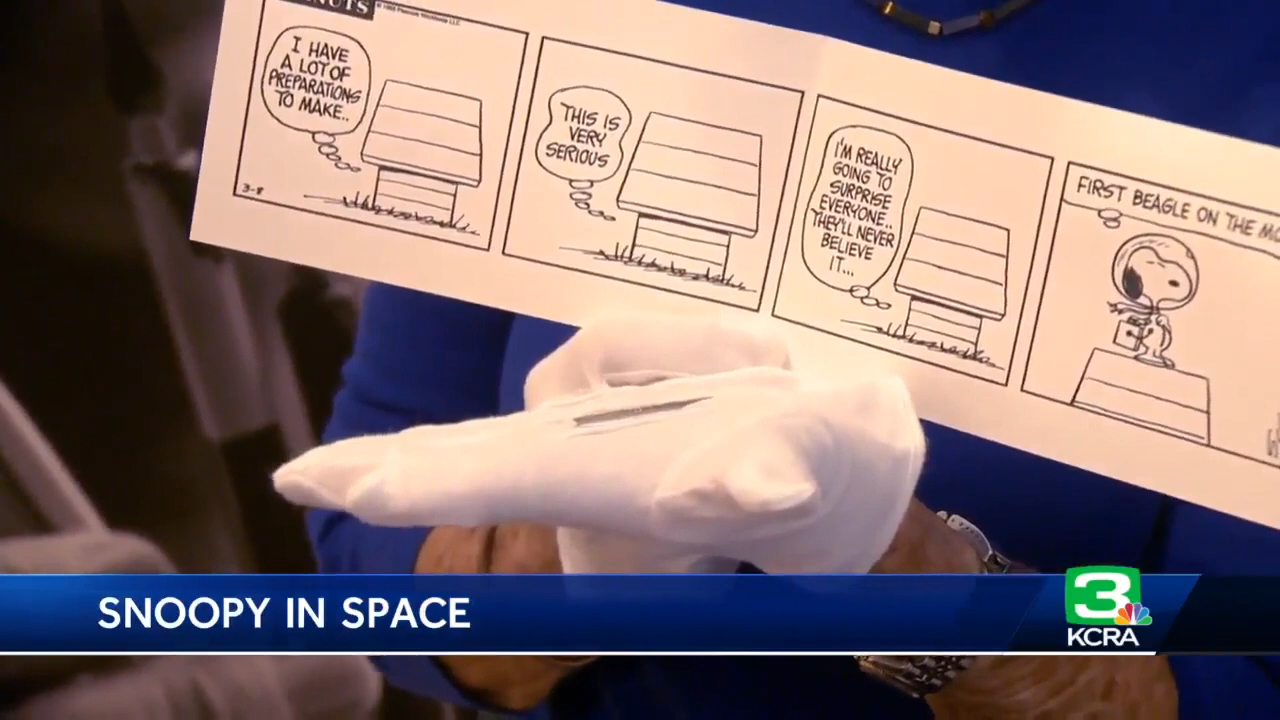 I HAVE
A LOT OF
PREPARATIONS
TO MAKE..
3-8
THIS IS
VERY
SERIOUS
I'M REALLY
GOING TO
SURPRISE
EVERYONE..
THEY'LL NEVER
BELIEVE
IT...
FIRST BEAGLE ON THE
SNOOPY IN SPACE
3
KCRA